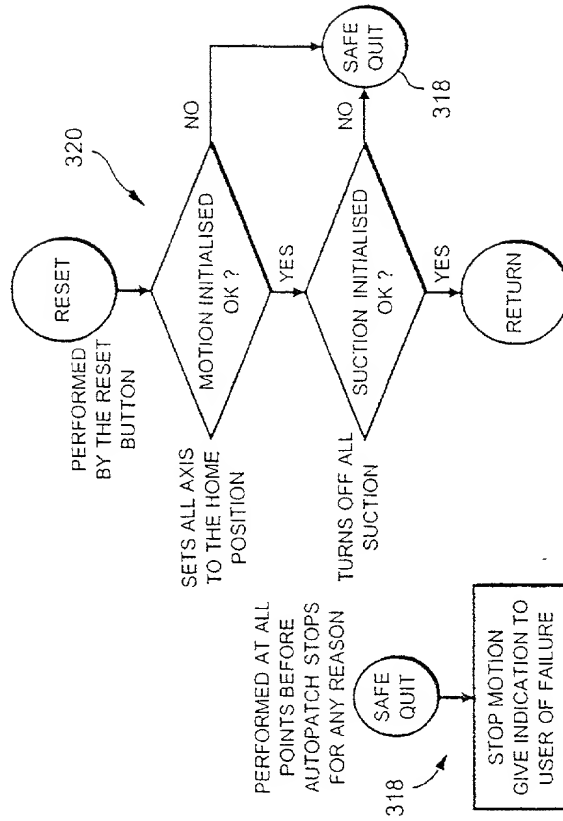 PERFORMED
BY THE RESET
BUTTON
RESET
320
SETS ALL AXIS
TO THE HOME
POSITION
MOTION INITIALISED
OK ?
NO
YES
TURNS OFF ALL
SUCTION
SUCTION INITIALISED
OK ?
NO
SAFE
QUIT
318
YES
RETURN
PERFORMED AT ALL
POINTS BEFORE
AUTOPATCH STOPS
FOR ANY REASON
SAFE
QUIT
318
STOP MOTION
GIVE INDICATION TO
USER OF FAILURE